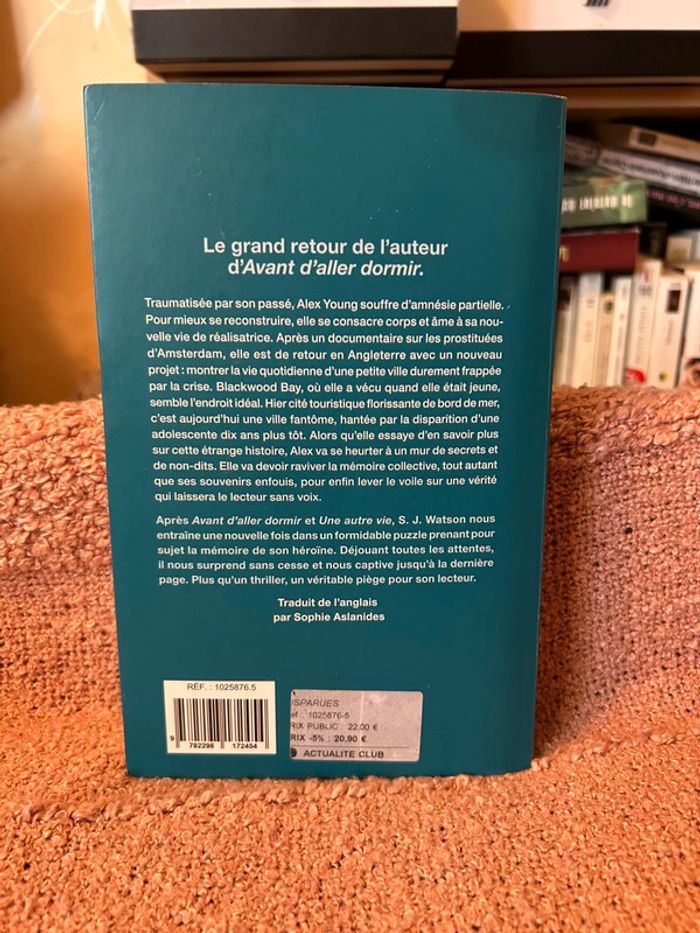 Le grand retour de l'auteur
d'Avant d'aller dormir.
Traumatisée par son passé, Alex Young souffre d'amnésie partielle.
Pour mieux se reconstruire, elle se consacre corps et âme à sa nou-
velle vie de réalisatrice. Après un documentaire sur les prostituées
d'Amsterdam, elle est de retour en Angleterre avec un nouveau
projet : montrer la vie quotidienne d'une petite ville durement frappée
par la crise. Blackwood Bay, où elle a vécu quand elle était jeune,
semble l'endroit idéal. Hier cité touristique florissante de bord de mer,
c'est aujourd'hui une ville fantôme, hantée par la disparition d'une
adolescente dix ans plus tôt. Alors qu'elle essaye d'en savoir plus
sur cette étrange histoire, Alex va se heurter à un mur de secrets et
de non-dits. Elle va devoir raviver la mémoire collective, tout autant
que ses souvenirs enfouis, pour enfin lever le voile sur une vérité
qui laissera le lecteur sans voix.
Après Avant d'aller dormir et Une autre vie, S. J. Watson nous
entraîne une nouvelle fois dans un formidable puzzle prenant pour
sujet la mémoire de son héroïne. Déjouant toutes les attentes,
il nous surprend sans cesse et nous captive jusqu'à la dernière
page. Plus qu'un thriller, un véritable piège pour son lecteur.
Traduit de l'anglais
par Sophie Aslanides
RÉF. : 1025876.5
9 782298 172454
ISPARUES
ef : 1025876-5
RIX PUBLIC : 22,00 €
RIX -5% : 20,90 €
ACTUALITE CLUB